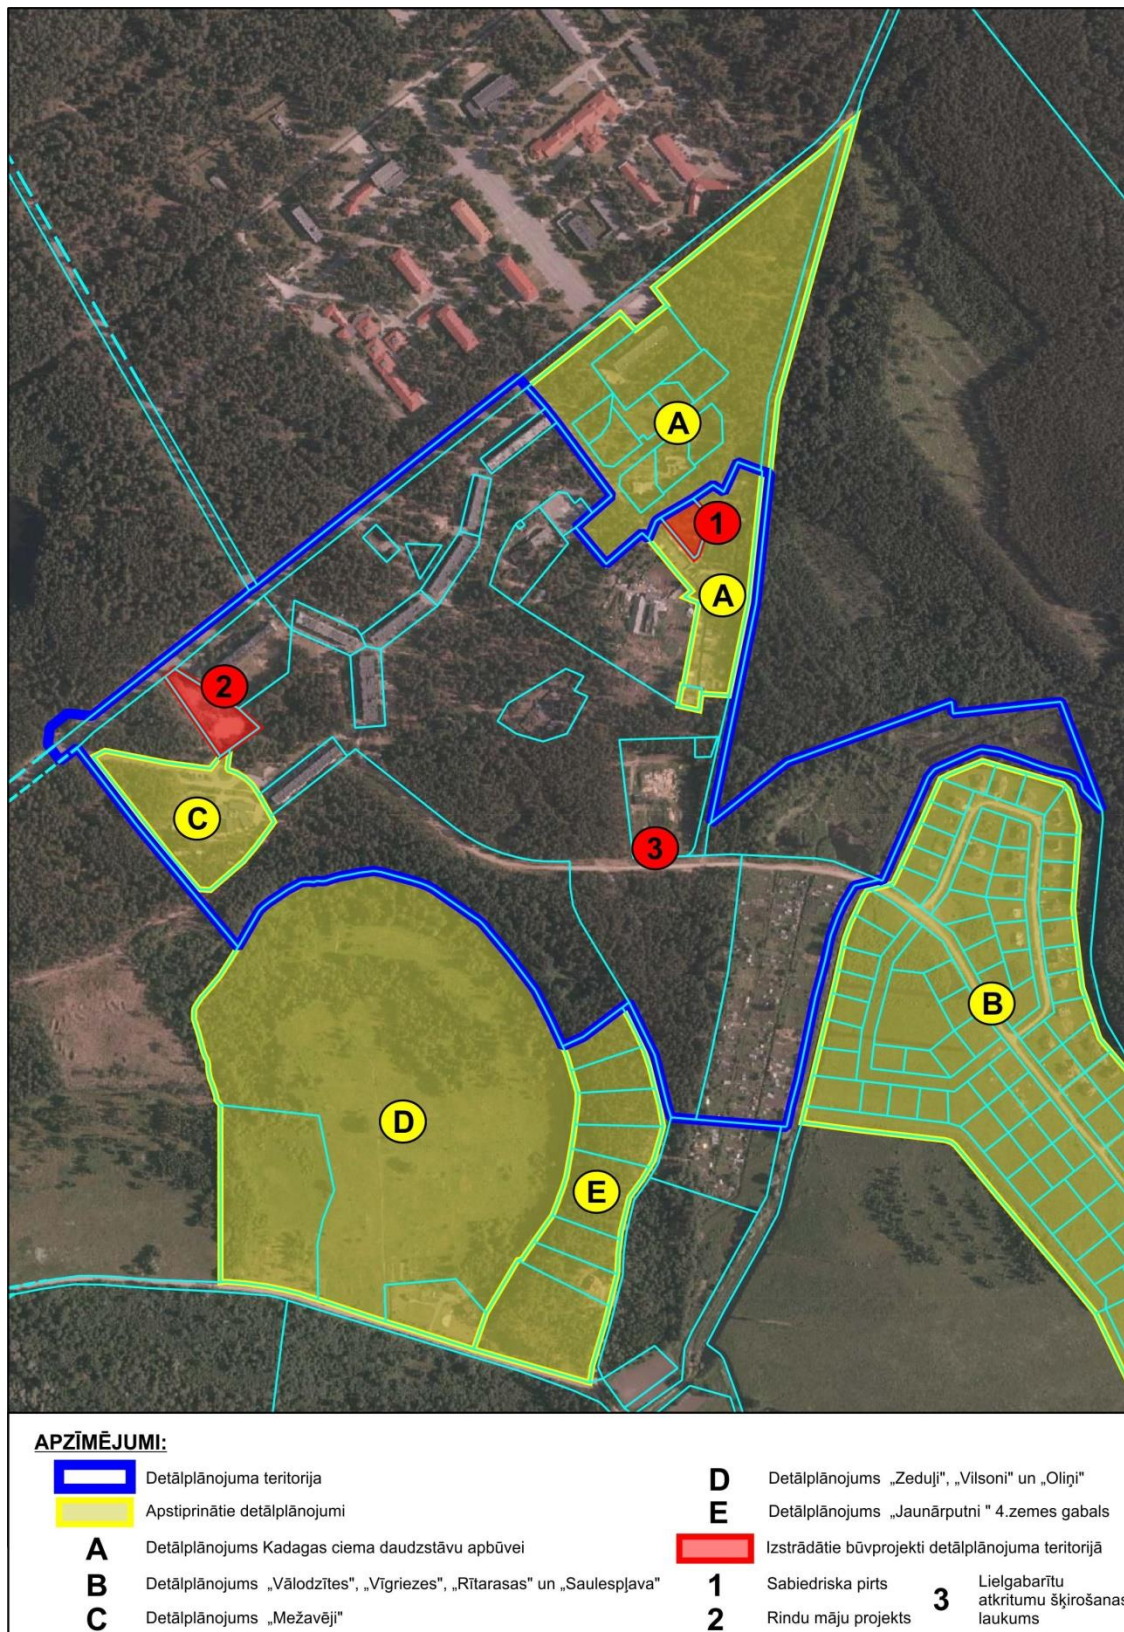 A
1
A
2
C
3
B
D
E
APZĪMĒJUMI:
Detālplānojuma teritorija
Apstiprinātie detālplānojumi
A Detālplānojums Kadagas ciema daudzstāvu apbūvei
B Detālplānojums „Vālodzītes", „Vīgriezes", „Rītarasas" un „Saulespļava"
C Detālplānojums „Mežavēji"
D Detālplānojums „Zeduļi", „Vilsoni" un „Oliņi"
E Detālplānojums „Jaunārputni " 4.zemes gabals
Izstrādātie būvprojekti detālplānojuma teritorijā
1 Sabiedriska pirts
2 Rindu māju projekts
3 Lielgabarītu
atkritumu šķirošanas
laukums